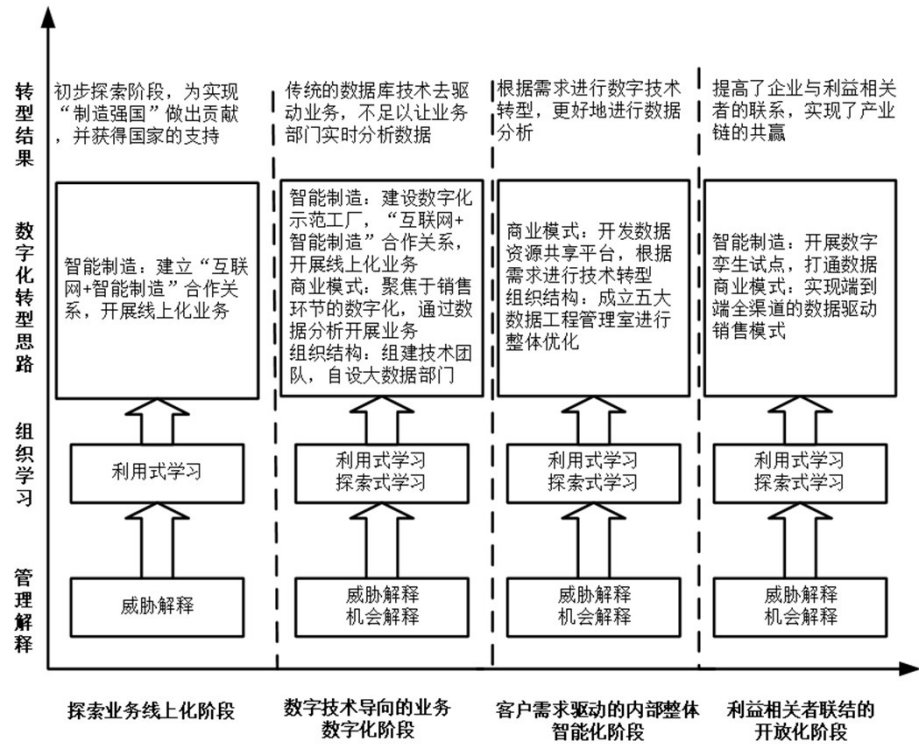 转型结果
初步探索阶段，为实现
“制造强国”做出贡献
，并获得国家的支持
传统的数据库技术去驱
动业务，不足以让业务
部门实时分析数据
根据需求进行数字技术
转型，更好地进行数据
分析
提高了企业与利益相关
者的联系，实现了产业
链的共赢
数字化转型思路
智能制造：建立“互联
网+智能制造”合作关
系，开展线上化业务
智能制造：建设数字化
示范工厂，“互联网+
智能制造”合作关系，
开展线上化业务
商业模式：聚焦于销售
环节的数字化，通过数
据分析开展业务
组织结构：组建技术团
队，自设大数据部门
商业模式：开发数据
资源共享平台，根据
需求进行技术转型
组织结构：成立五大
数据工程管理室进行
整体优化
智能制造：开展数字
孪生试点，打通数据
商业模式：实现端到
端全渠道的数据驱动
销售模式
组织学习
利用式学习
利用式学习
探索式学习
利用式学习
探索式学习
利用式学习
探索式学习
管理解释
威胁解释
威胁解释
机会解释
威胁解释
机会解释
威胁解释
机会解释
探索业务线上化阶段
数字技术导向的业务
数字化阶段
客户需求驱动的内部整体
智能化阶段
利益相关者联结的
开放化阶段